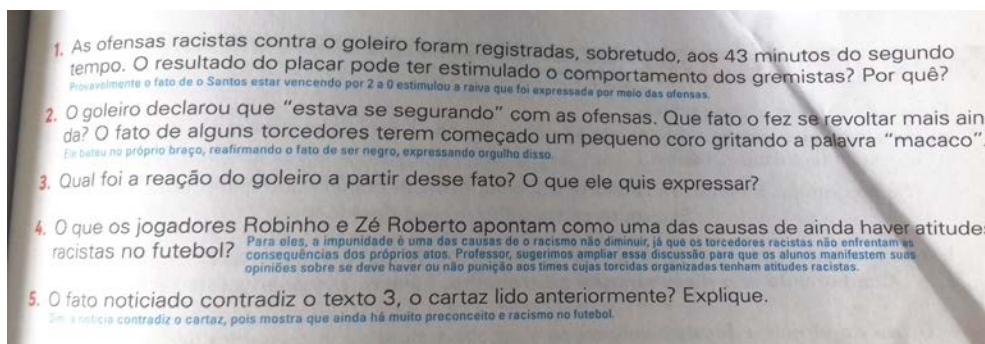 1. As ofensas racistas contra o goleiro foram registradas, sobretudo, aos 43 minutos do segundo
tempo. O resultado do placar pode ter estimulado o comportamento dos gremistas? Por quê?
Provavelmente o fato de o Santos estar vencendo por 2 a 0 estimulou a raiva que foi expressada por meio das ofensas.
2. O goleiro declarou que “estava se segurando” com as ofensas. Que fato o fez se revoltar mais ain
da? O fato de alguns torcedores terem começado um pequeno coro gritando a palavra “macaco”.
Ele bateu no próprio braço, reafirmando o fato de ser negro, expressando orgulho disso.
3. Qual foi a reação do goleiro a partir desse fato? O que ele quis expressar?
4. O que os jogadores Robinho e Zé Roberto apontam como uma das causas de ainda haver atitude
racistas no futebol? Para eles, a impunidade é uma das causas de o racismo não diminuir, já que os torcedores racistas não enfrentam as
consequências dos próprios atos. Professor, sugerimos ampliar essa discussão para que os alunos manifestem suas
opiniões sobre se deve haver ou não punição aos times cujas torcidas organizadas tenham atitudes racistas.
5. O fato noticiado contradiz o texto 3, o cartaz lido anteriormente? Explique.
Sim, a notícia contradiz o cartaz, pois mostra que ainda há muito preconceito e racismo no futebol.